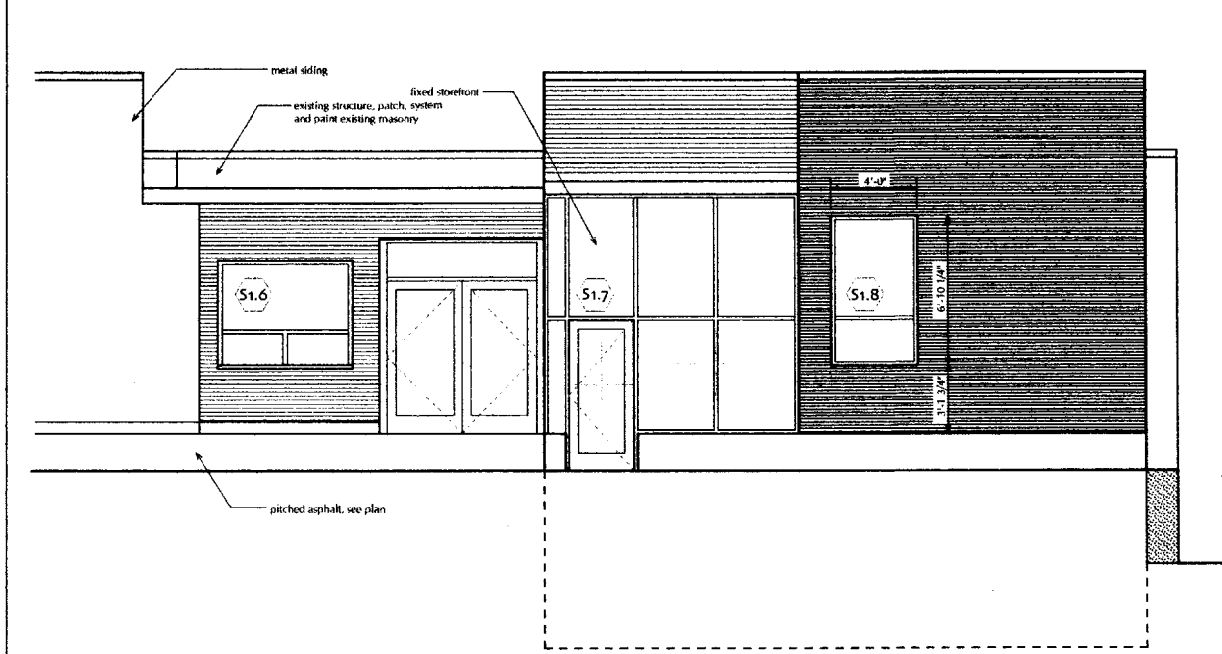 metal siding
fixed storefront
existing structure, patch, system
and paint existing masonry
4'-0"
S1.6
S1.7
S1.8
6'-10 1/4"
3'-1 3/4"
pitched asphalt, see plan